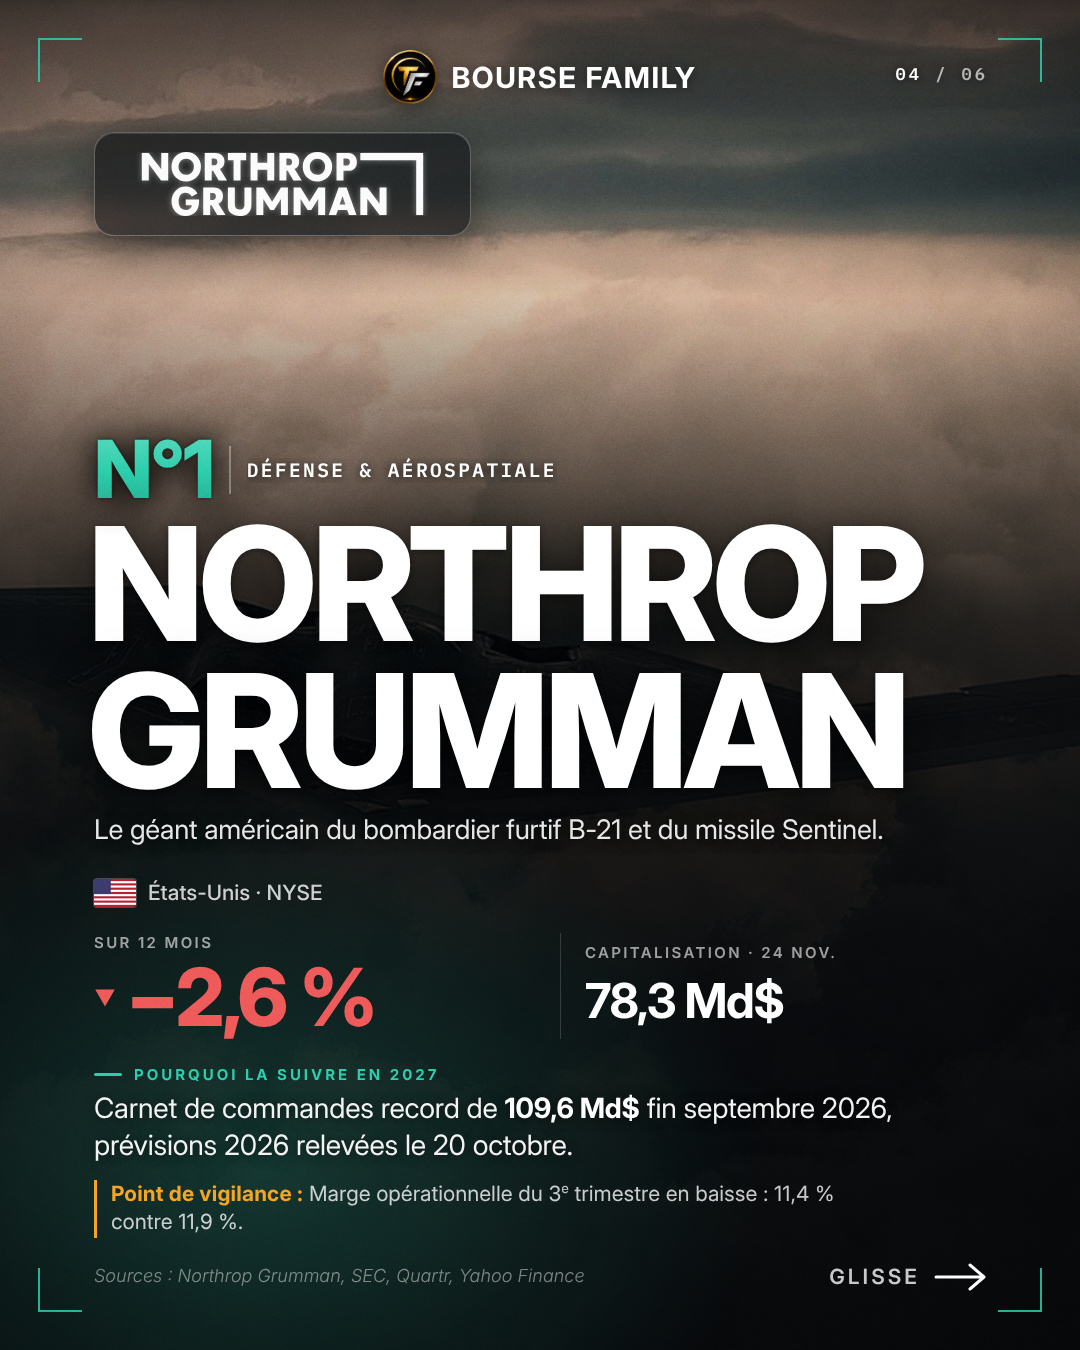 TF
BOURSE FAMILY
04 / 06
NORTHROP
GRUMMAN
N°1
DÉFENSE & AÉROSPATIALE
NORTHROP
GRUMMAN
Le géant américain du bombardier furtif B-21 et du missile Sentinel.
États-Unis · NYSE
SUR 12 MOIS
▼ –2,6 %
CAPITALISATION · 24 NOV.
78,3 Md$
POURQUOI LA SUIVRE EN 2027
Carnet de commandes record de 109,6 Md$ fin septembre 2026,
prévisions 2026 relevées le 20 octobre.
Point de vigilance : Marge opérationnelle du 3e trimestre en baisse : 11,4 %
contre 11,9 %.
Sources : Northrop Grumman, SEC, Quartr, Yahoo Finance
GLISSE →